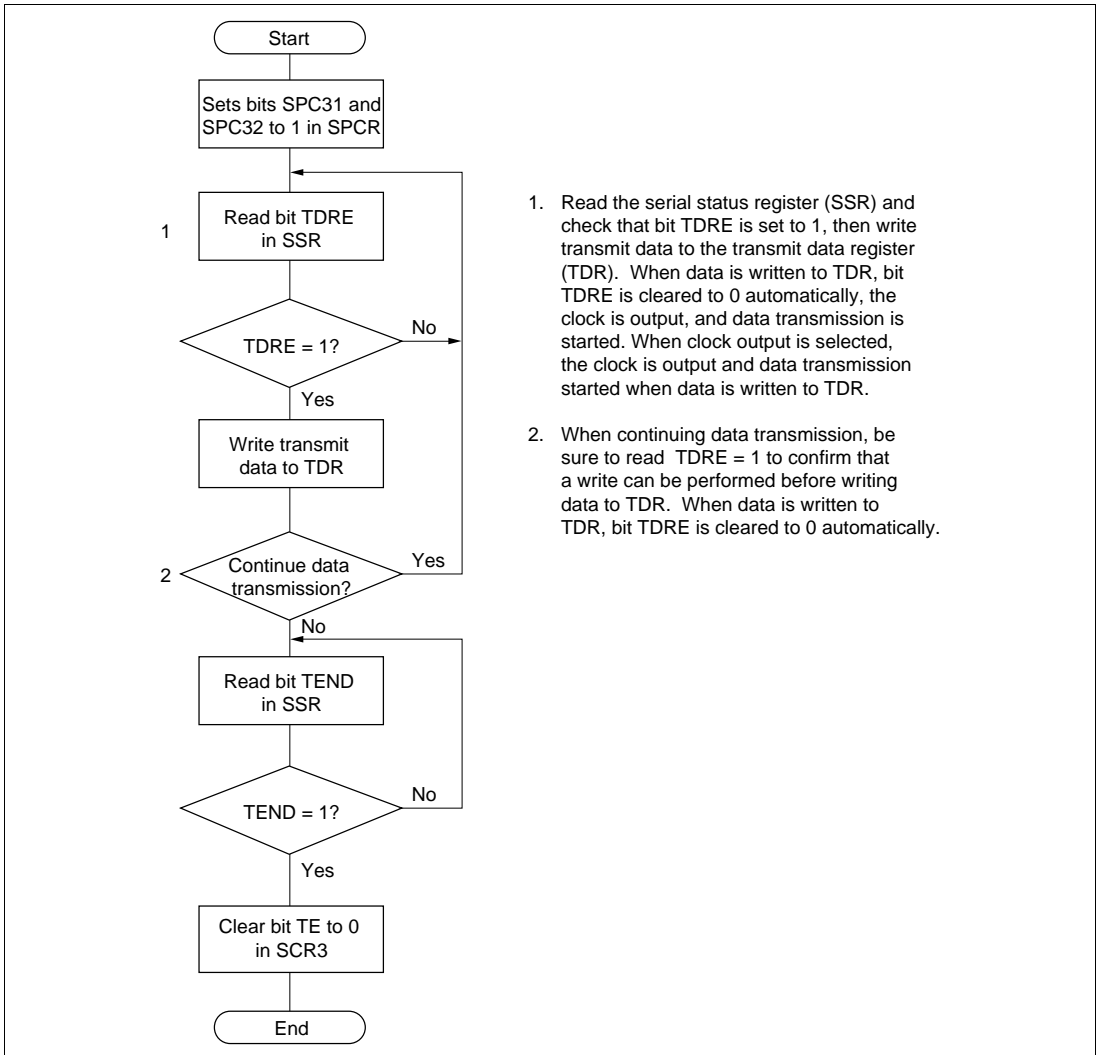 Start
Sets bits SPC31 and
SPC32 to 1 in SPCR
1
Read bit TDRE
in SSR
TDRE = 1?
No
Yes
Write transmit
data to TDR
2
Continue data
transmission?
Yes
No
Read bit TEND
in SSR
TEND = 1?
No
Yes
Clear bit TE to 0
in SCR3
End
1. Read the serial status register (SSR) and
check that bit TDRE is set to 1, then write
transmit data to the transmit data register
(TDR). When data is written to TDR, bit
TDRE is cleared to 0 automatically, the
clock is output, and data transmission is
started. When clock output is selected,
the clock is output and data transmission
started when data is written to TDR.
2. When continuing data transmission, be
sure to read TDRE = 1 to confirm that
a write can be performed before writing
data to TDR. When data is written to
TDR, bit TDRE is cleared to 0 automatically.